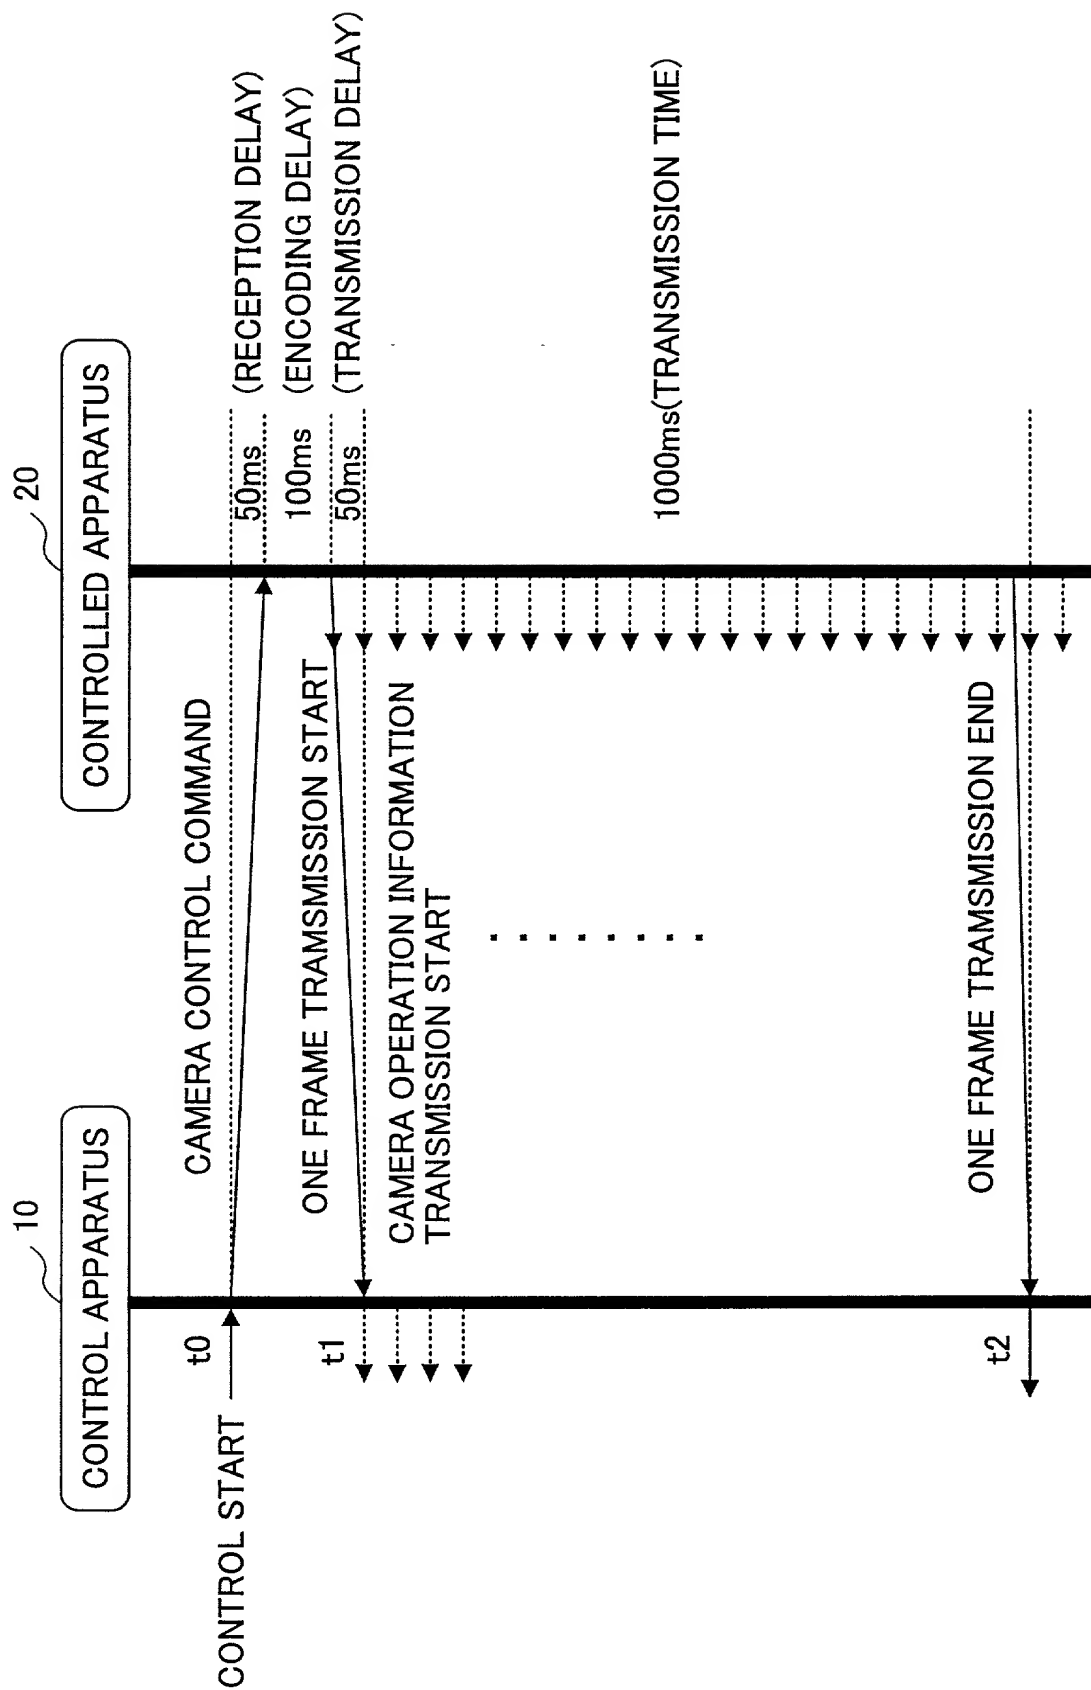 10
CONTROL APPARATUS
20
CONTROLLED APPARATUS
CONTROL START
t0
CAMERA CONTROL COMMAND
50ms
(RECEPTION DELAY)
100ms
(ENCODING DELAY)
ONE FRAME TRAMSMISSION START
t1
50ms
(TRANSMISSION DELAY)
CAMERA OPERATION INFORMATION
TRANSMISSION START
1000ms(TRANSMISSION TIME)
ONE FRAME TRAMSMISSION END
t2